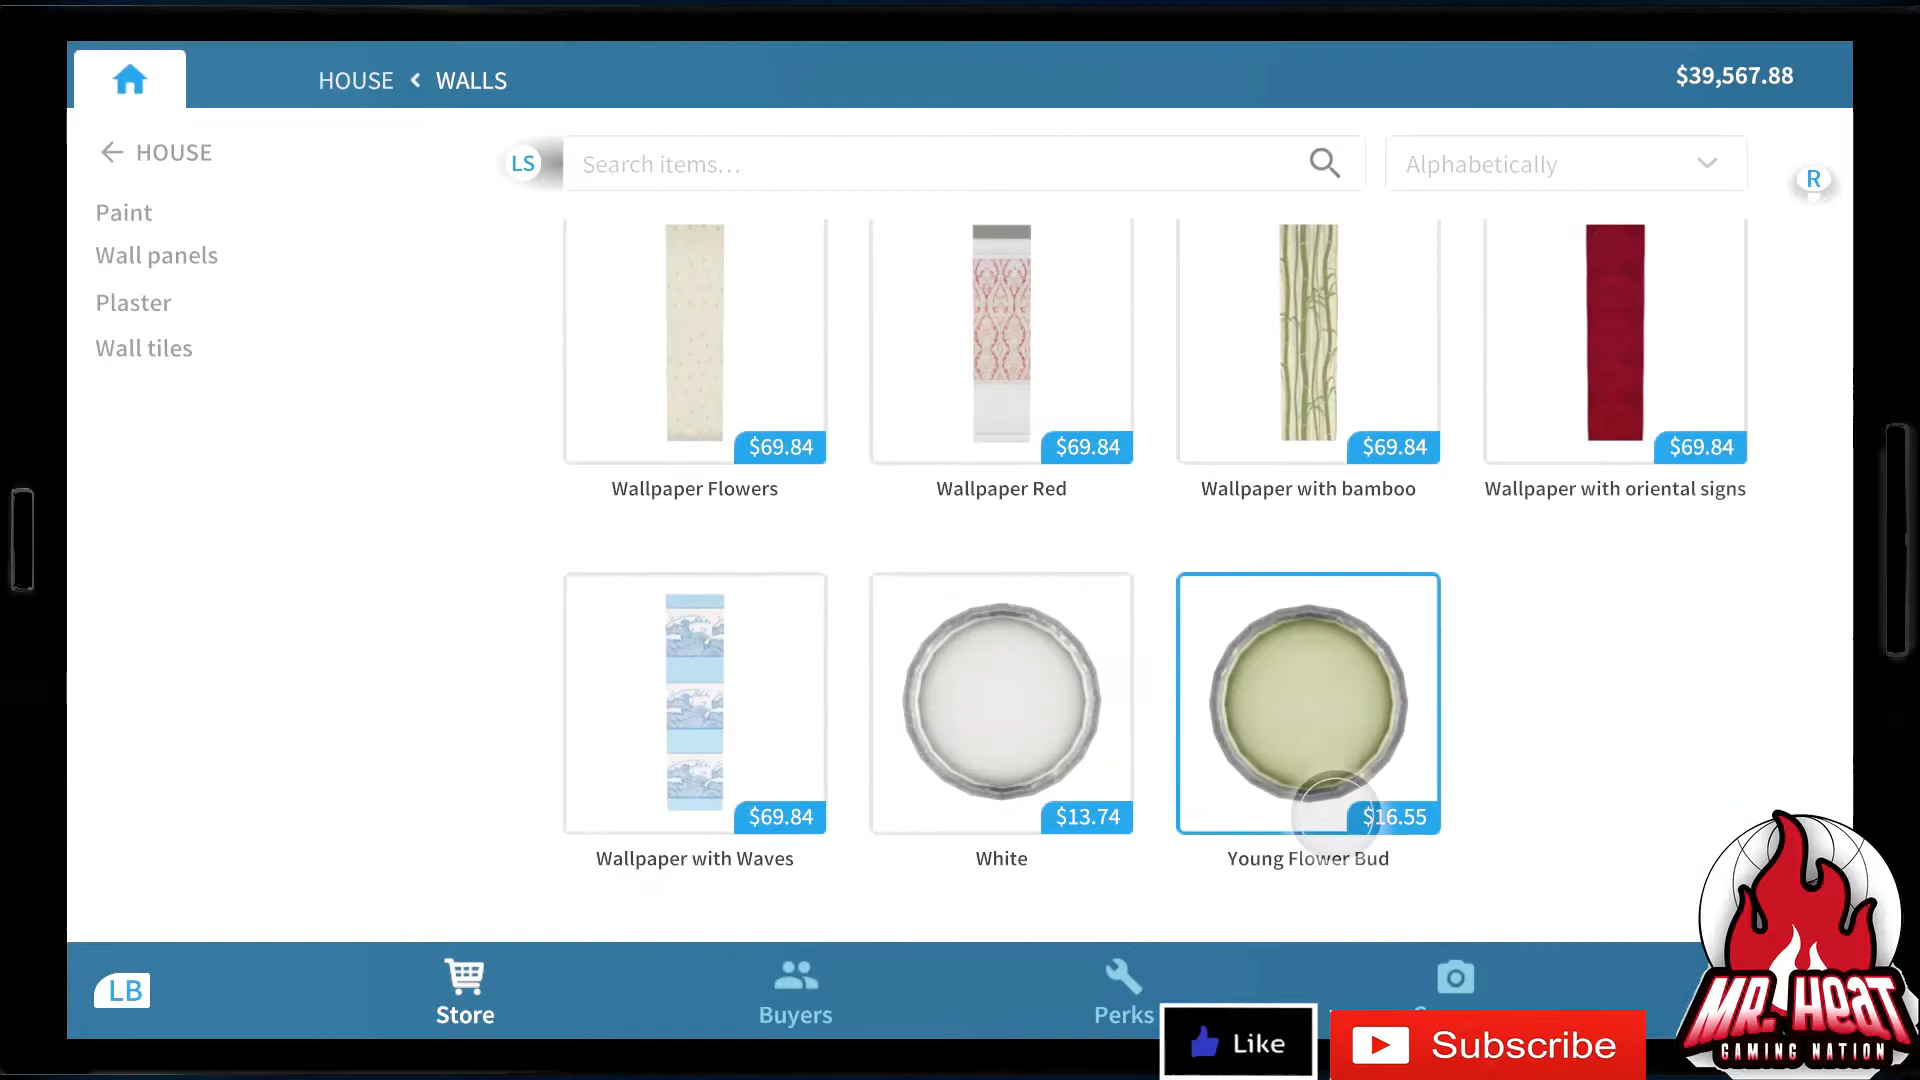 HOUSE < WALLS
$39,567.88
HOUSE
LS
Search items...
Alphabetically
R
Paint
Wall panels
Plaster
Wall tiles
$69.84
$69.84
$69.84
$69.84
Wallpaper Flowers
Wallpaper Red
Wallpaper with bamboo
Wallpaper with oriental signs
$69.84
$13.74
$16.55
Wallpaper with Waves
White
Young Flower Bud
LB
Store
Buyers
Perks
Like
Subscribe
MR. HEAT
GAMING NATION